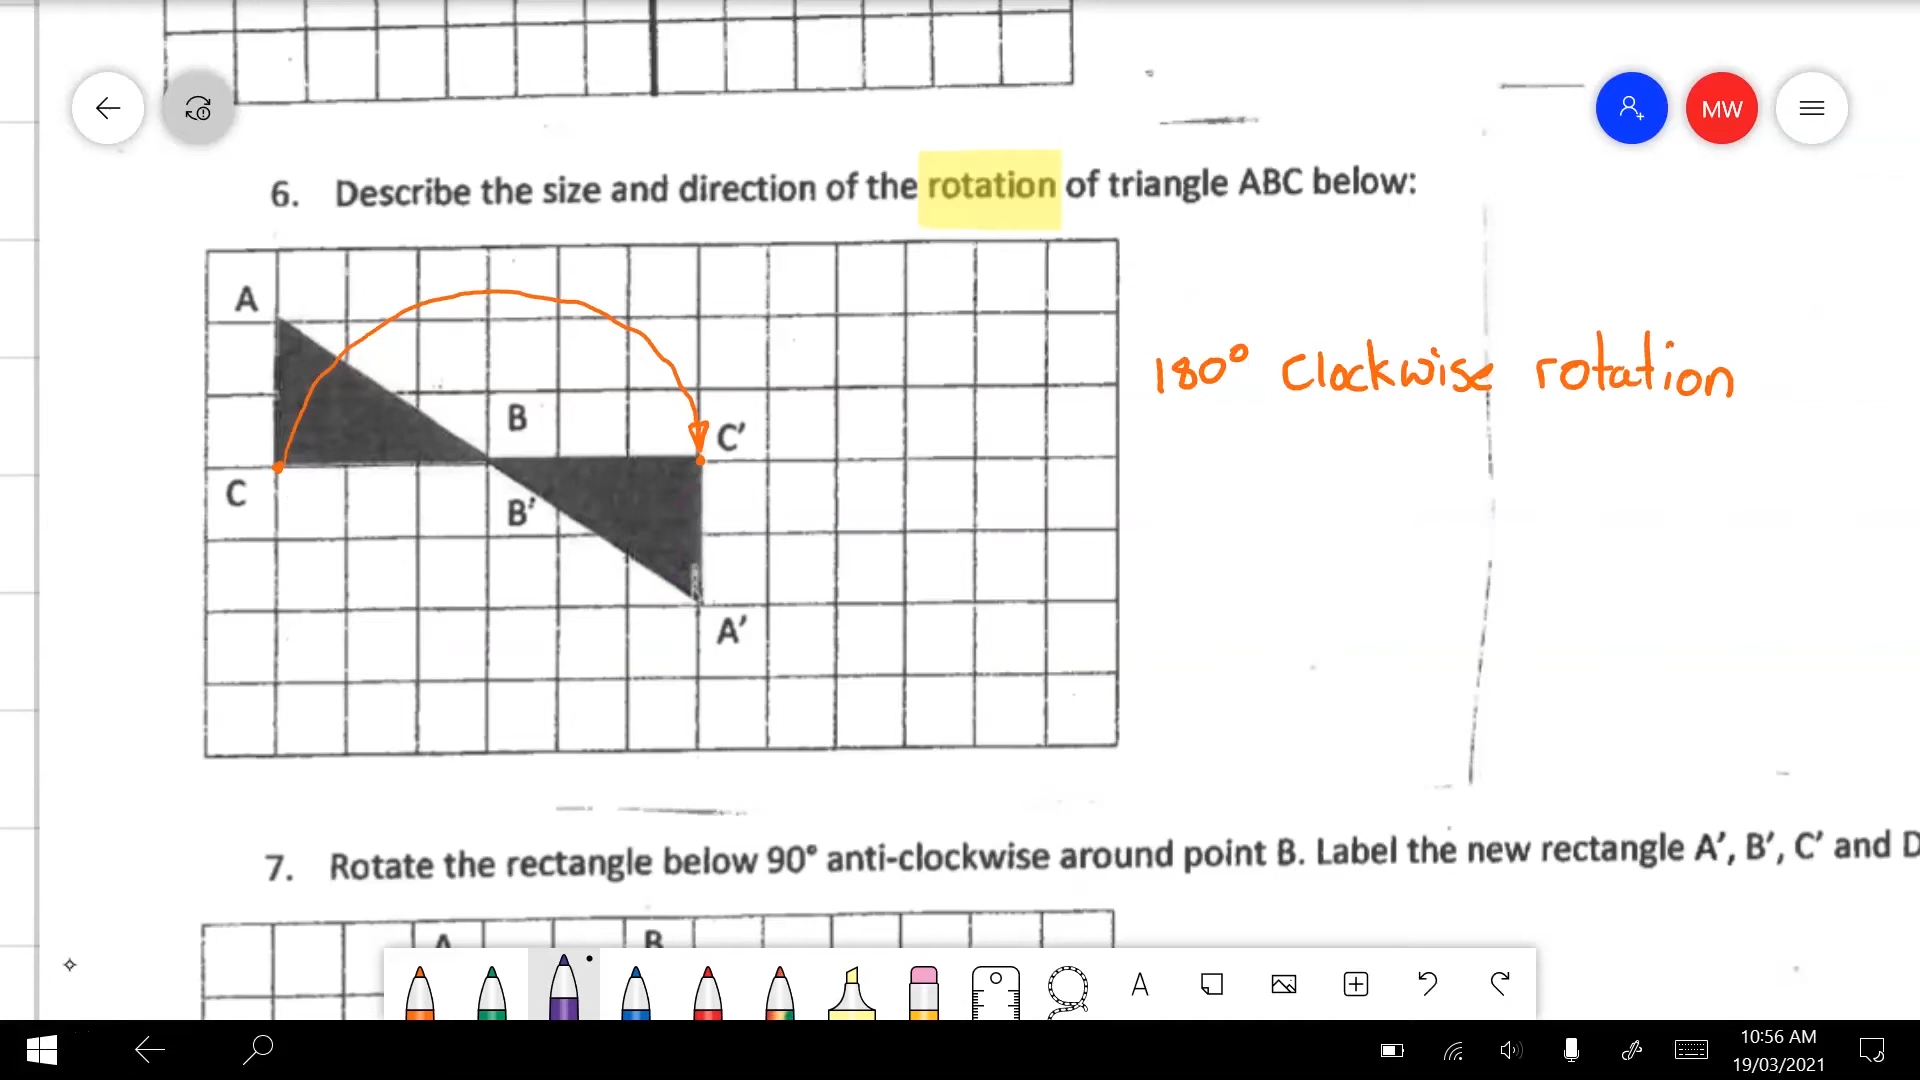 MW
6. Describe the size and direction of the rotation of triangle ABC below:
A
180° Clockwise rotation
B
C'
C
B'
A'
7. Rotate the rectangle below 90° anti-clockwise around point B. Label the new rectangle A', B', C' and D
A B
10:56 AM
19/03/2021